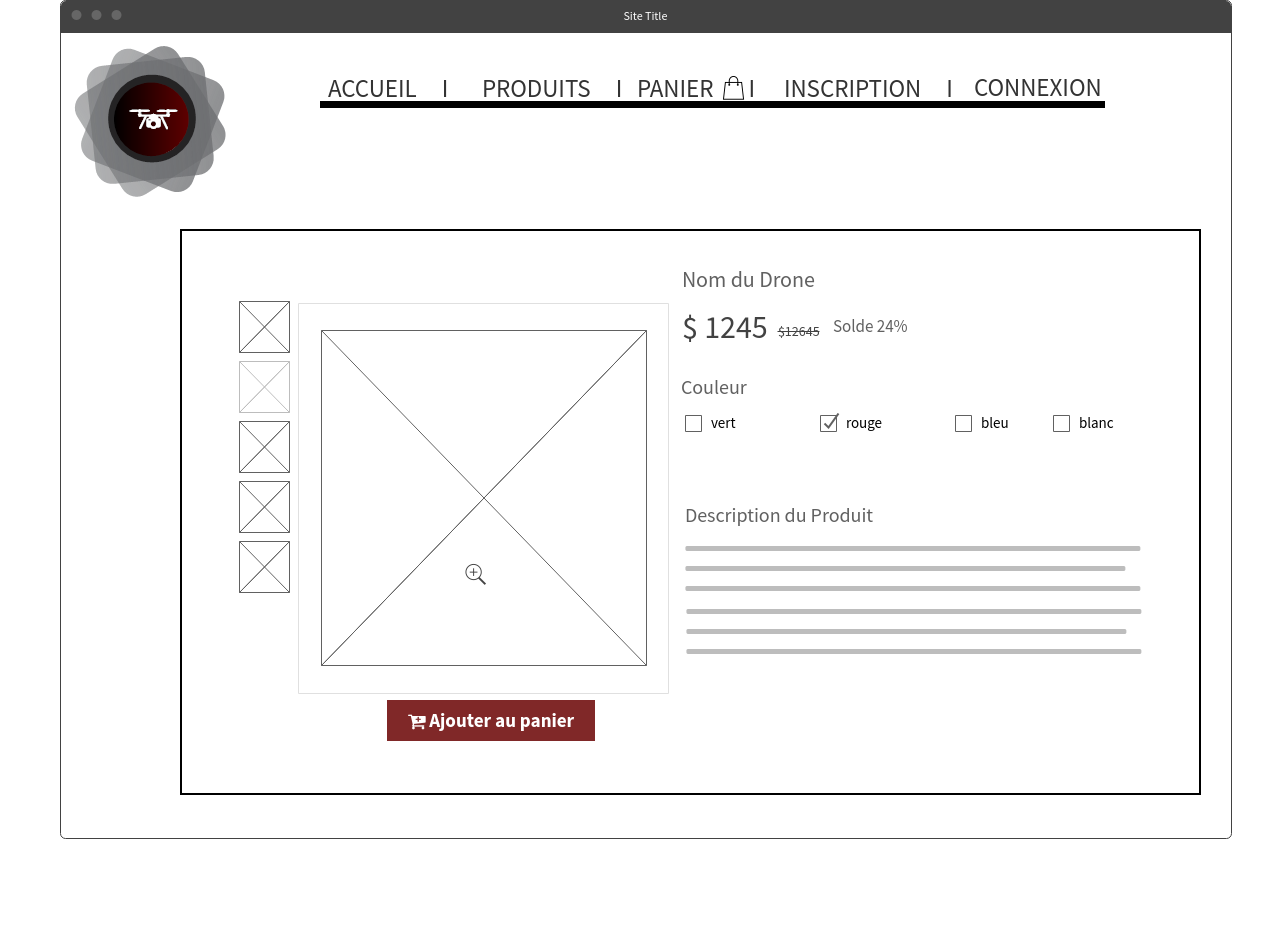 Site Title
ACCUEIL I PRODUITS I PANIER I INSCRIPTION I CONNEXION
Nom du Drone
$ 1245 $12645 Solde 24%
Couleur
vert rouge bleu blanc
Description du Produit
Ajouter au panier